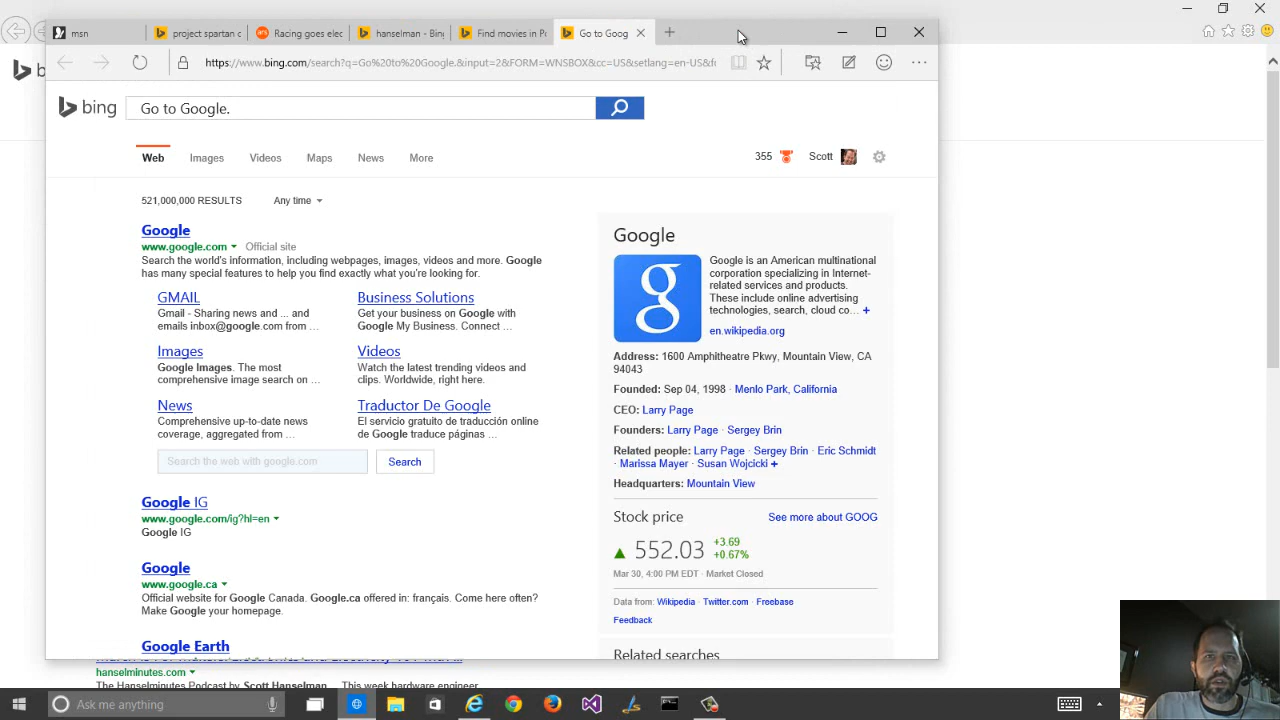 msn
project spartan c
Racing goes elec
hanselman - Bing
Find movies in Po
Go to Goog
https://www.bing.com/search?q=Go%20to%20Google.&input=2&FORM=WNSBOX&cc=US&setlang=en-US&
bing
Go to Google.
Web Images Videos Maps News More
355 Scott
521,000,000 RESULTS Any time
Google
www.google.com Official site
Search the world's information, including webpages, images, videos and more. Google
has many special features to help you find exactly what you're looking for.
GMAIL
Gmail - Sharing news and ... and
emails inbox@google.com from ...
Business Solutions
Get your business on Google with
Google My Business. Connect ...
Images
Google Images. The most
comprehensive image search on ...
Videos
Watch the latest trending videos and
clips. Worldwide, right here.
News
Comprehensive up-to-date news
coverage, aggregated from ...
Traductor De Google
El servicio gratuito de traducción online
de Google traduce páginas ...
Search the web with google.com
Search
Google IG
www.google.com/ig?hl=en
Google IG
Google
www.google.ca
Official website for Google Canada. Google.ca offered in: français. Come here often?
Make Google your homepage.
Google Earth
Google
Google is an American multinational
corporation specializing in Internet-
related services and products.
These include online advertising
technologies, search, cloud co... +
en.wikipedia.org
Address: 1600 Amphitheatre Pkwy, Mountain View, CA
94043
Founded: Sep 04, 1998 · Menlo Park, California
CEO: Larry Page
Founders: Larry Page · Sergey Brin
Related people: Larry Page · Sergey Brin · Eric Schmidt
· Marissa Mayer · Susan Wojcicki +
Headquarters: Mountain View
Stock price See more about GOOG
552.03
+3.69
+0.67%
Mar 30, 4:00 PM EDT · Market Closed
Data from: Wikipedia · Twitter.com · Freebase
Feedback
Related searches
hanselminutes.com
The Hanselminutes Podcast by Scott Hanselman ... This week hardware engineer
Ask me anything